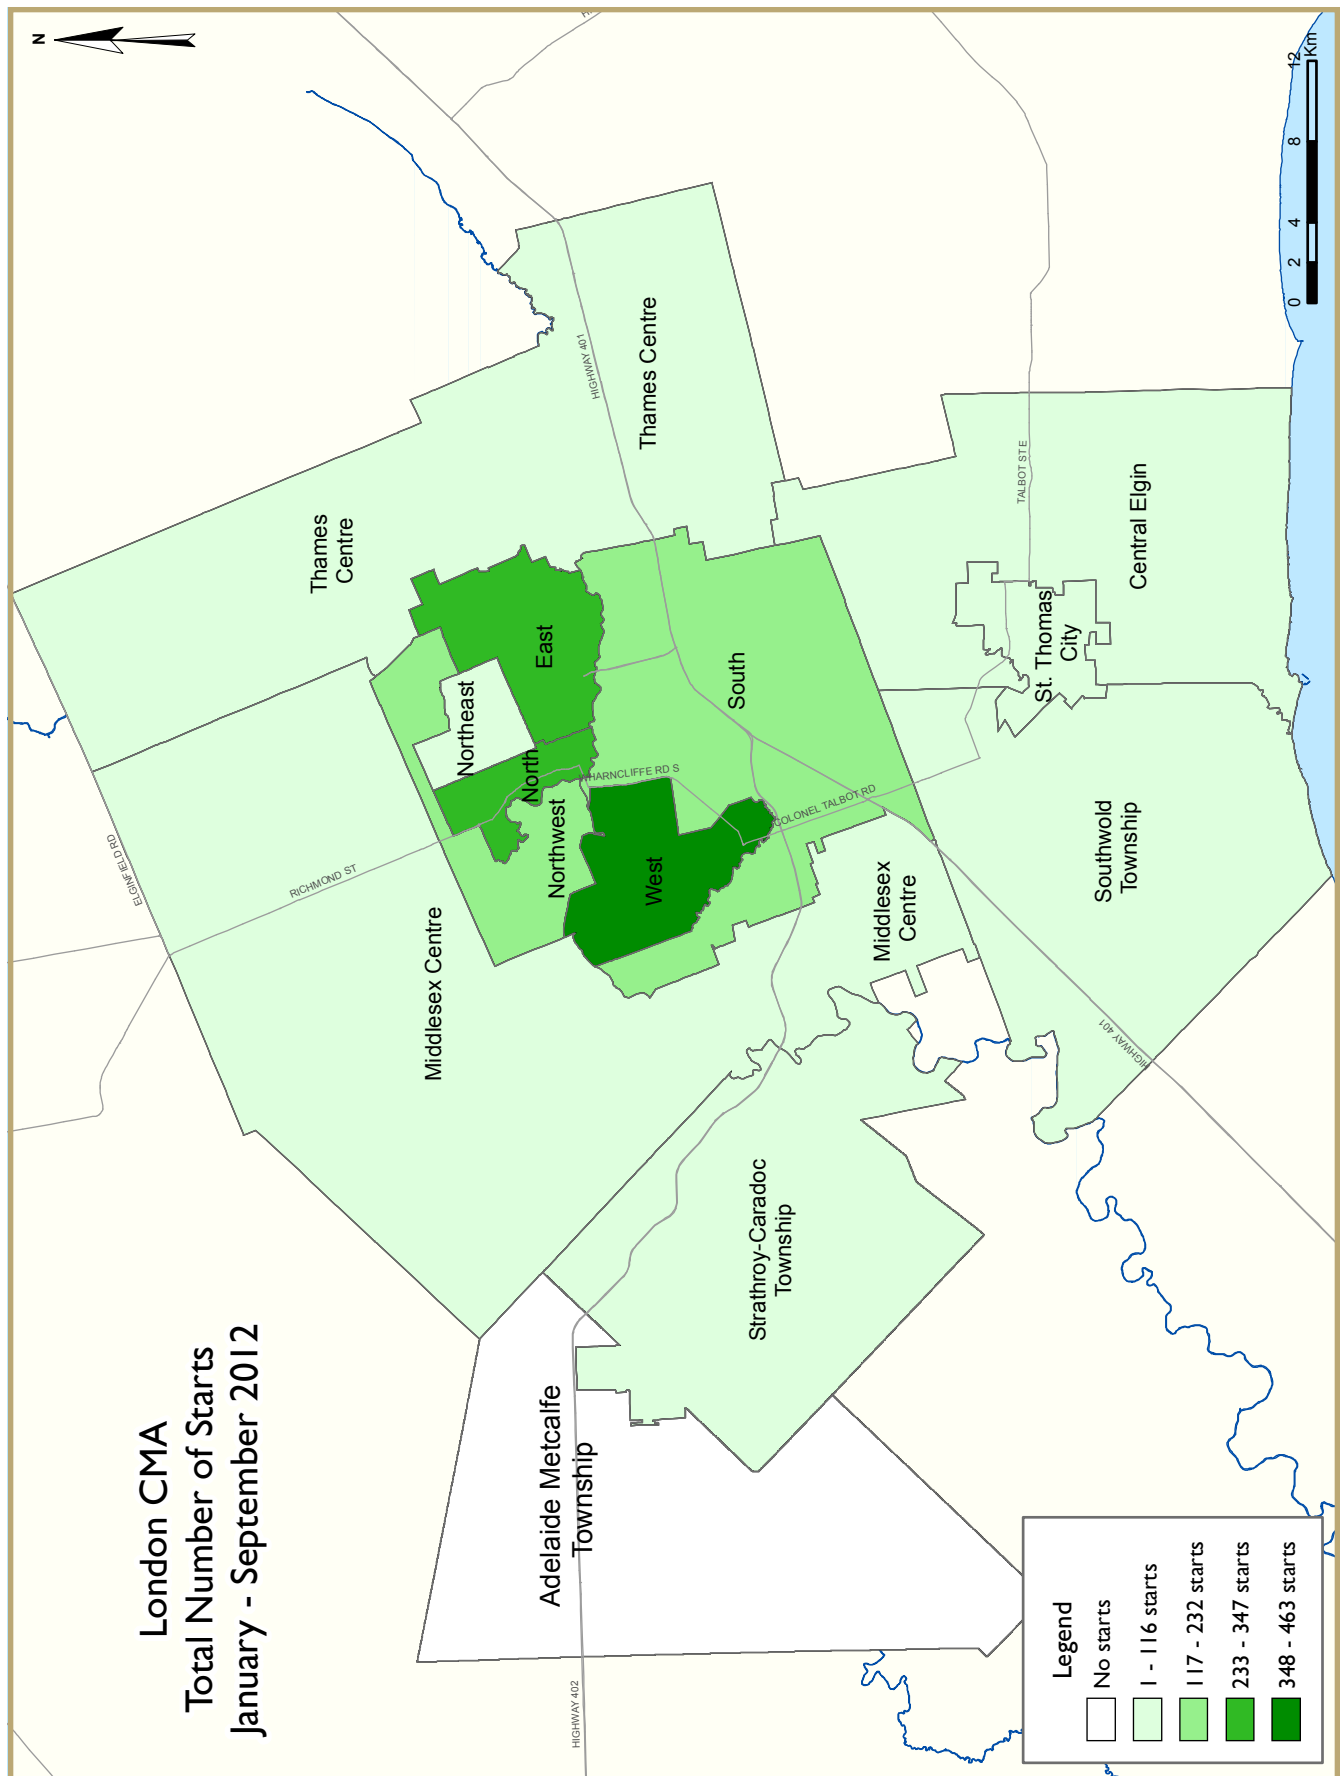 London CMA
Total Number of Starts
January - September 2012
N
ELGINFIELD RD
RICHMOND ST
Thames
Centre
Middlesex Centre
Northeast
North
East
Northwest
West
South
WHARNCLIFFE RD S
COLONEL TALBOT RD
HIGHWAY 401
Thames Centre
Adelaide Metcalfe
Township
HIGHWAY 402
Strathroy-Caradoc
Township
Middlesex
Centre
Southwold
Township
HIGHWAY 401
St. Thomas
City
TALBOT ST E
Central Elgin
Legend
No starts
1 - 116 starts
117 - 232 starts
233 - 347 starts
348 - 463 starts
0 2 4 8 12
Km